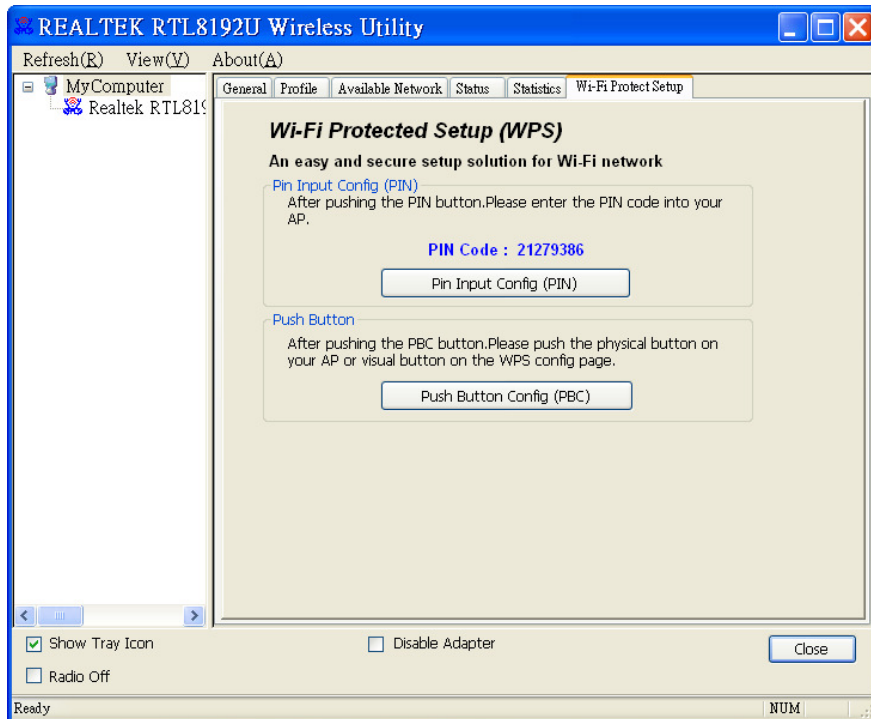 REALTEK RTL8192U Wireless Utility
Refresh(R) View(V) About(A)
MyComputer
Realtek RTL819
General Profile Available Network Status Statistics Wi-Fi Protect Setup
Wi-Fi Protected Setup (WPS)
An easy and secure setup solution for Wi-Fi network
Pin Input Config (PIN)
After pushing the PIN button.Please enter the PIN code into your
AP.
PIN Code : 21279386
Pin Input Config (PIN)
Push Button
After pushing the PBC button.Please push the physical button on
your AP or visual button on the WPS config page.
Push Button Config (PBC)
Show Tray Icon
Disable Adapter
Close
Radio Off
Ready
NUM